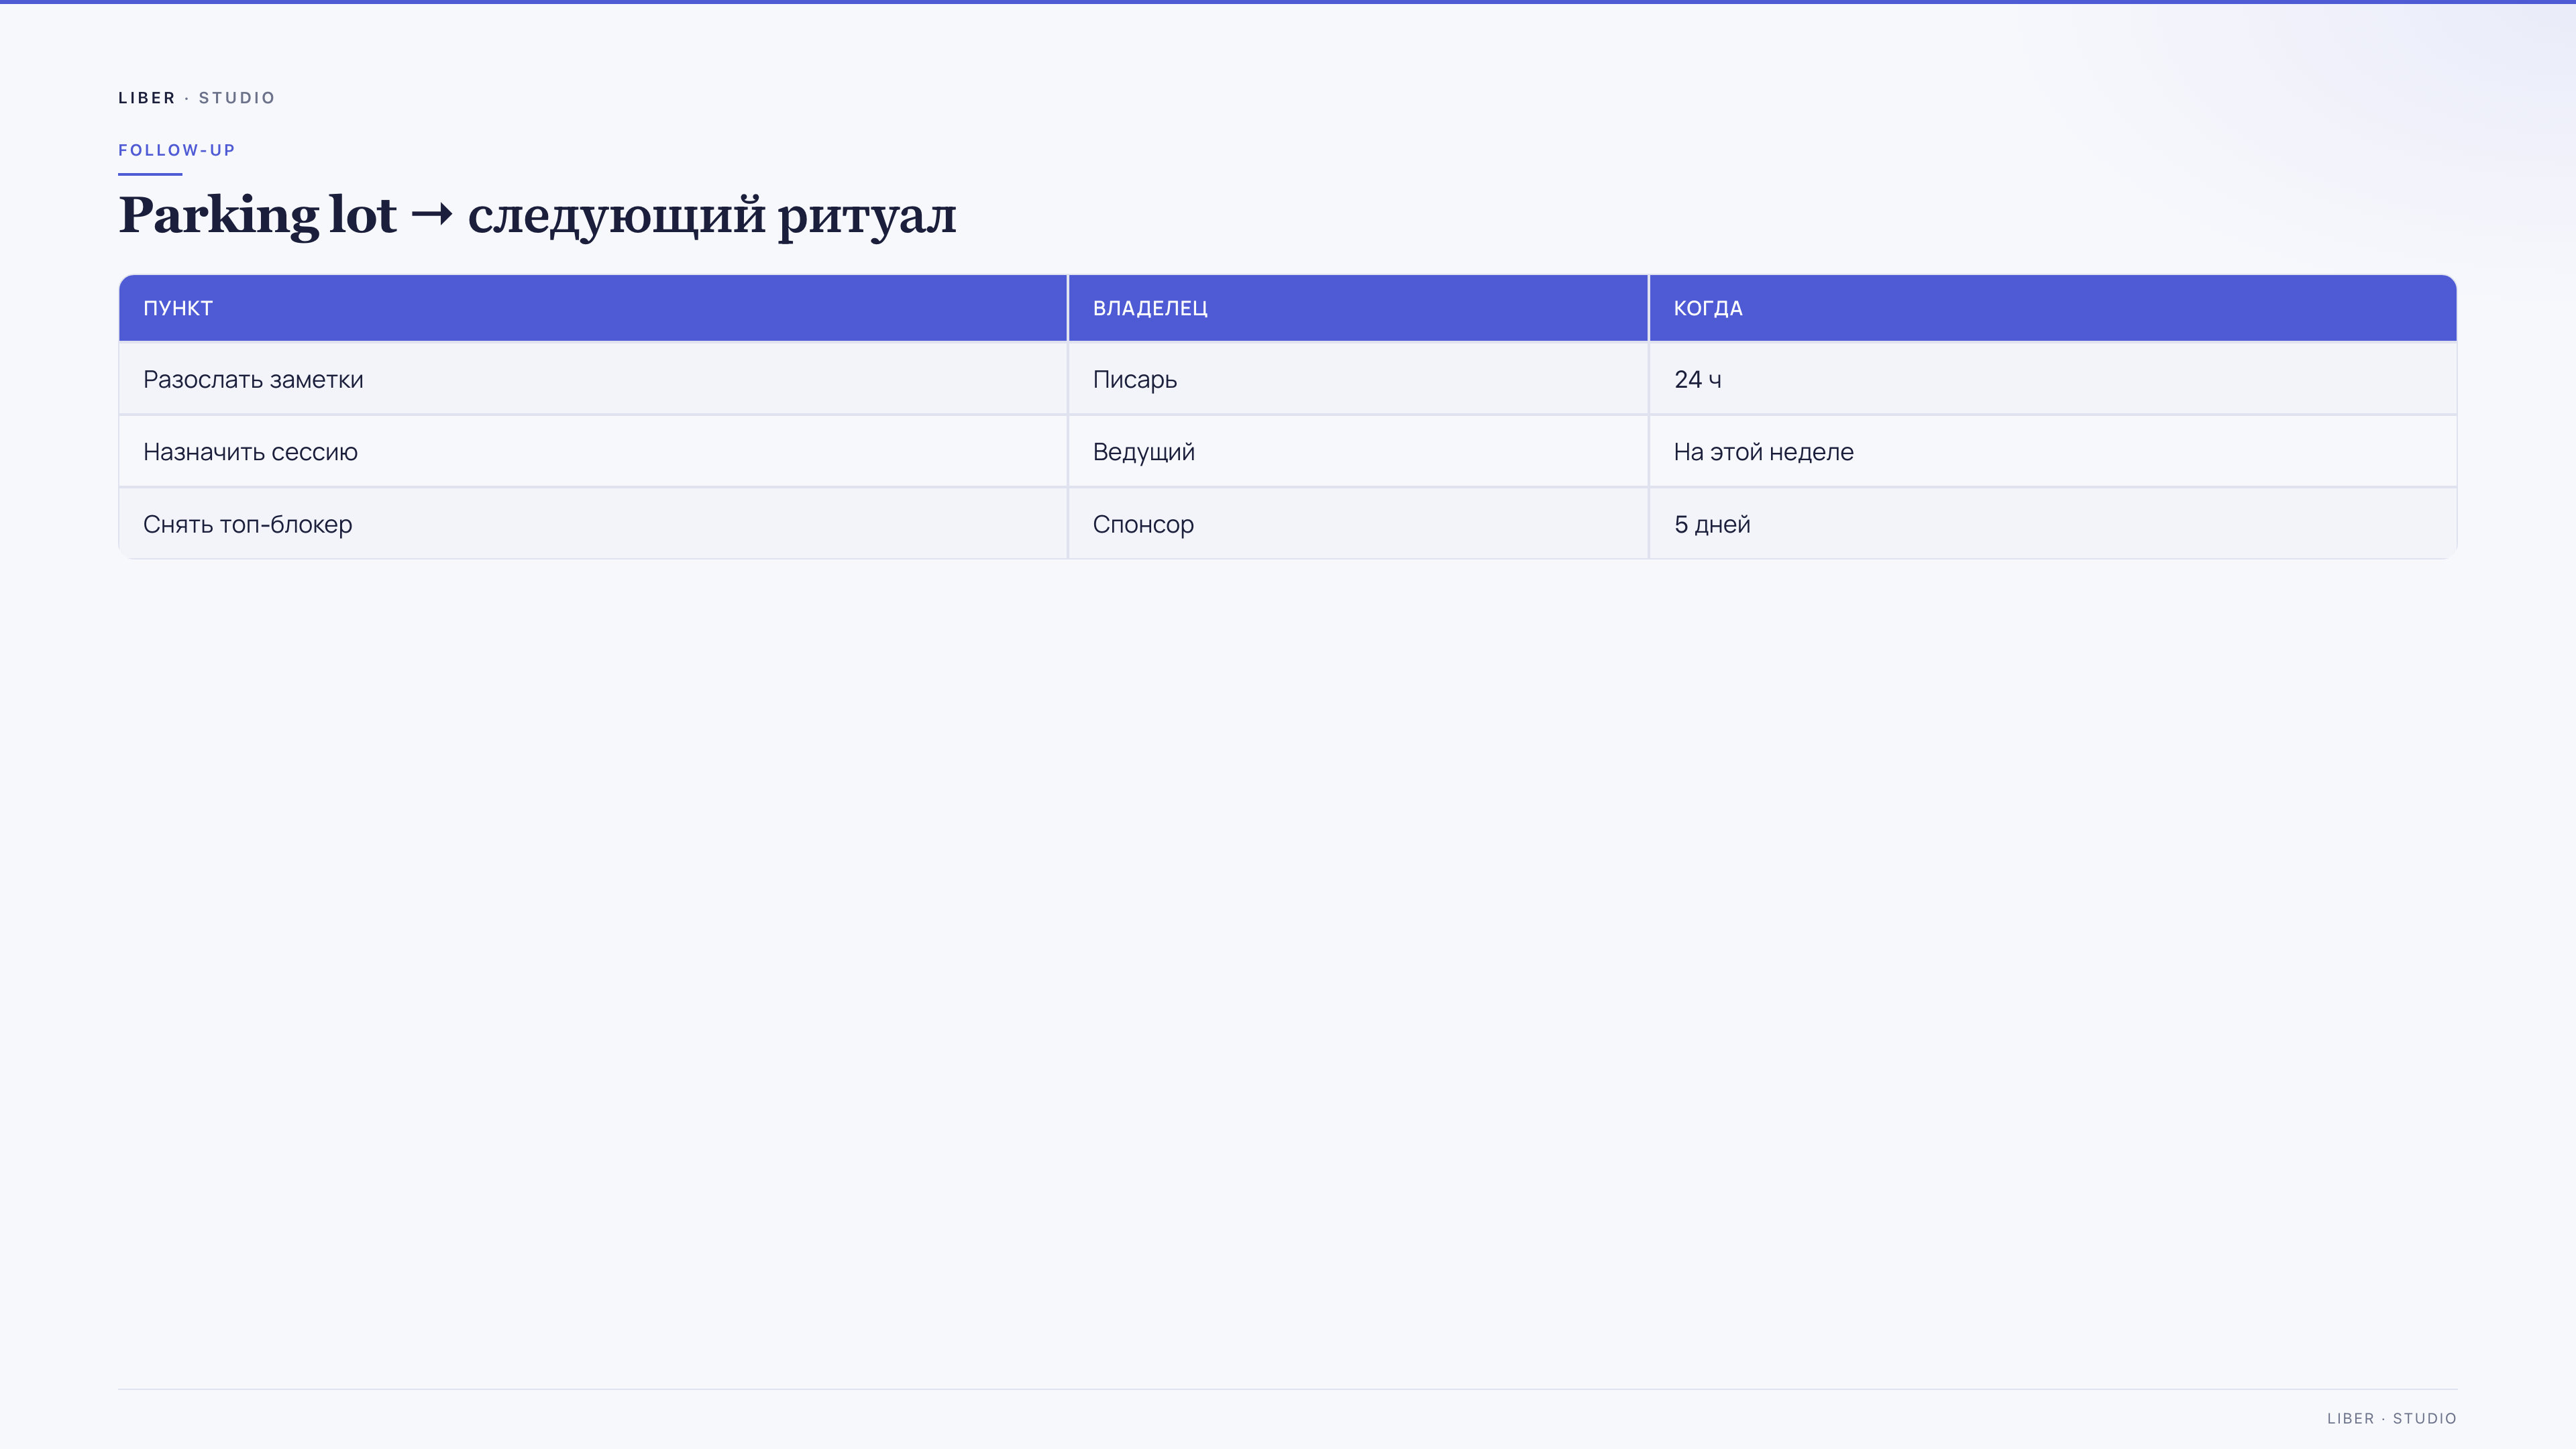 LIBER · STUDIO
FOLLOW-UP
Parking lot → следующий ритуал
ПУНКТ ВЛАДЕЛЕЦ КОГДА
Разослать заметки Писарь 24 ч
Назначить сессию Ведущий На этой неделе
Снять топ-блокер Спонсор 5 дней
LIBER · STUDIO